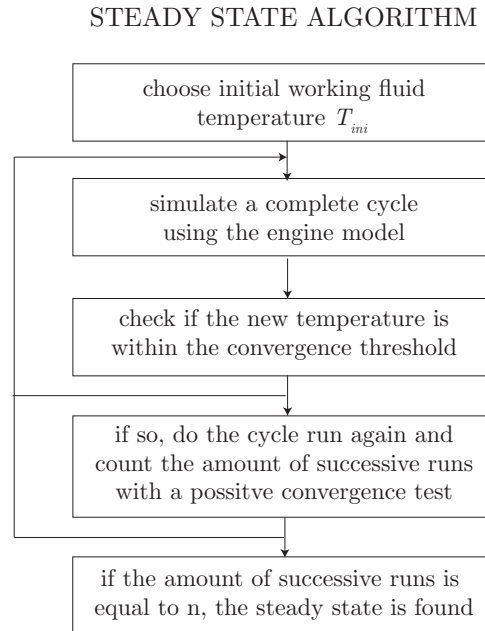 STEADY STATE ALGORITHM
choose initial working fluid
temperature T_ini
simulate a complete cycle
using the engine model
check if the new temperature is
within the convergence threshold
if so, do the cycle run again and
count the amount of successive runs
with a possitve convergence test
if the amount of successive runs is
equal to n, the steady state is found